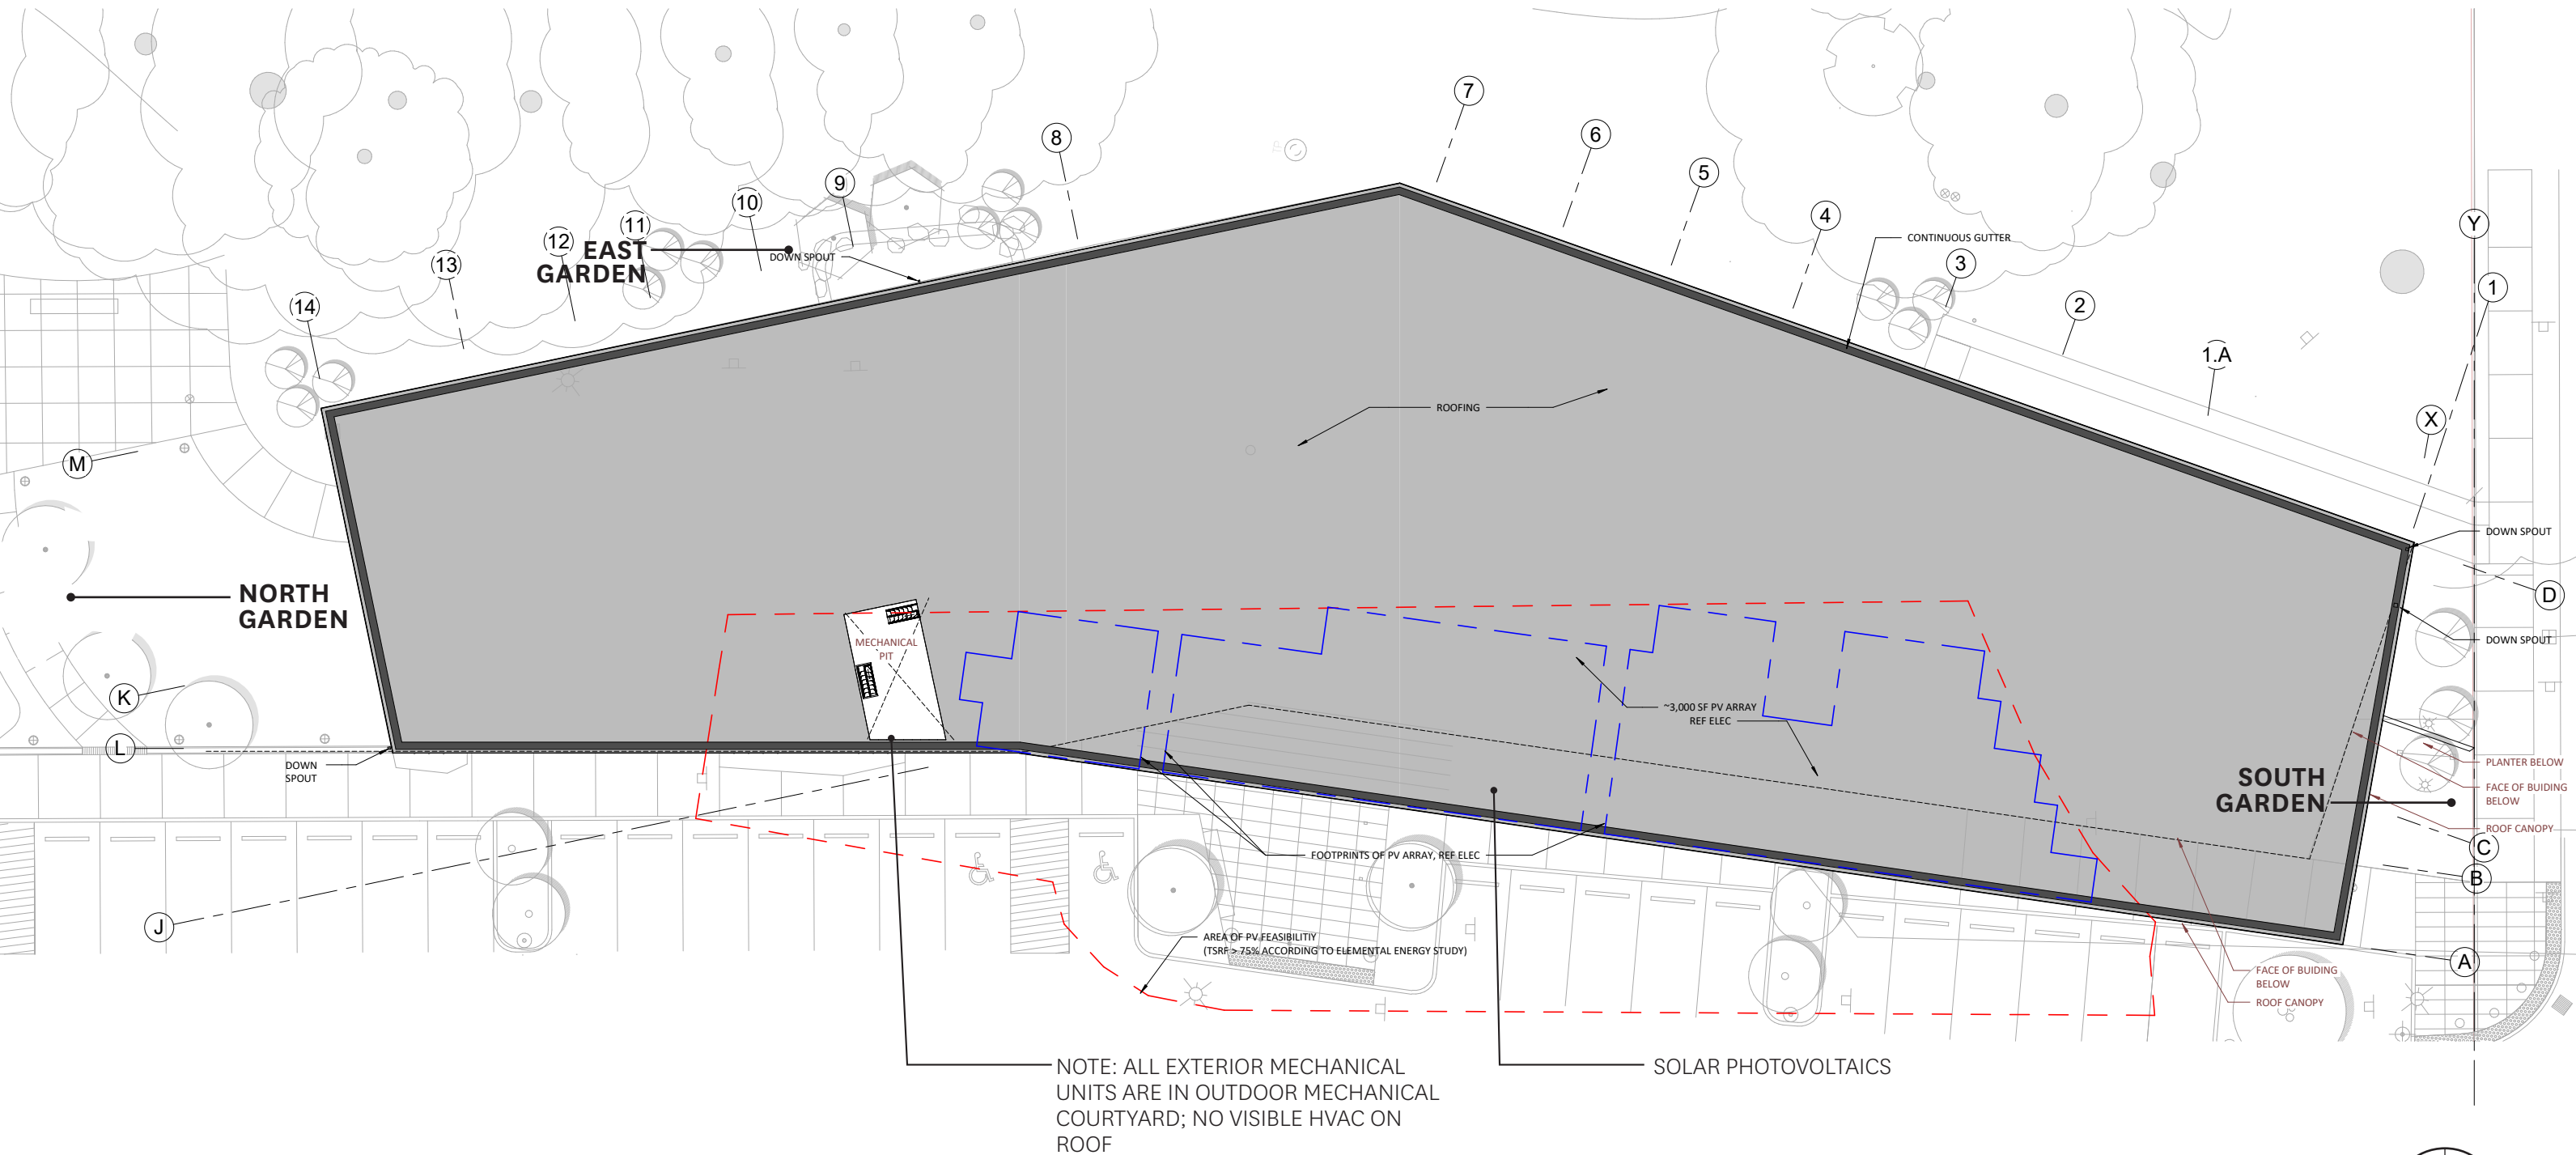 7
8
6
5
9
10
4
Y
11
12
EAST
GARDEN
CONTINUOUS GUTTER
DOWN SPOUT
13
3
1
14
2
1.A
ROOFING
X
M
DOWN SPOUT
NORTH
GARDEN
D
MECHANICAL
PIT
DOWN SPOUT
K
~3,000 SF PV ARRAY
REF ELEC
L
DOWN
SPOUT
PLANTER BELOW
SOUTH
GARDEN
FACE OF BUIDING
BELOW
ROOF CANOPY
C
FOOTPRINTS OF PV ARRAY, REF ELEC
B
J
AREA OF PV FEASIBILITIY
(TSRF > 75% ACCORDING TO ELEMENTAL ENERGY STUDY)
A
FACE OF BUIDING
BELOW
ROOF CANOPY
NOTE: ALL EXTERIOR MECHANICAL
UNITS ARE IN OUTDOOR MECHANICAL
COURTYARD; NO VISIBLE HVAC ON
ROOF
SOLAR PHOTOVOLTAICS